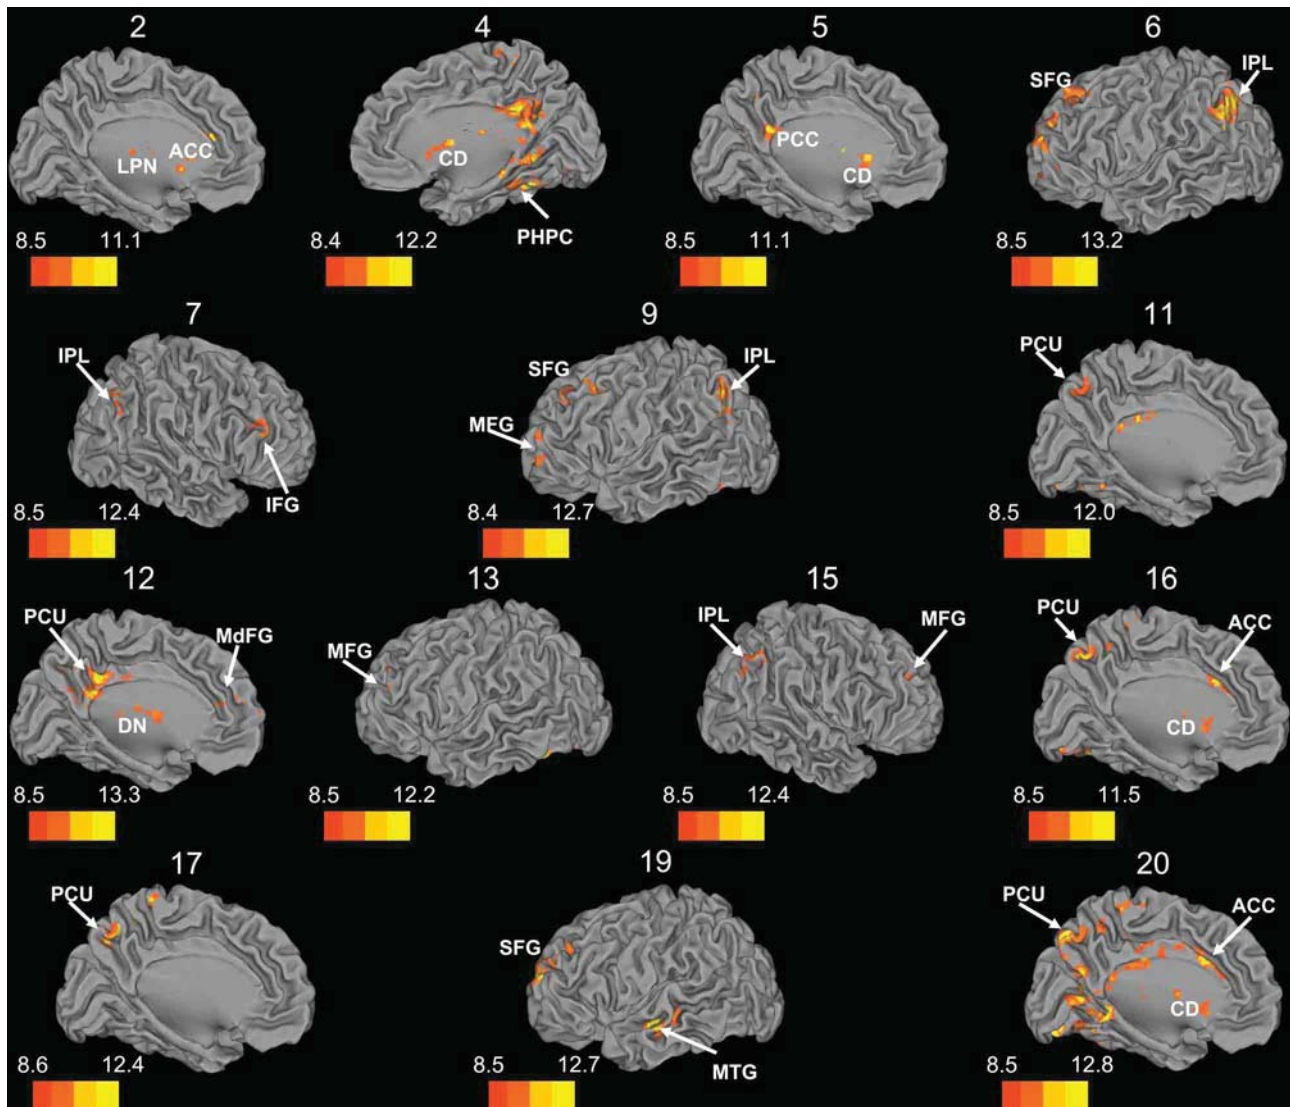 2
4
5
6
LPN
ACC
CD
PHPC
PCC
CD
SFG
IPL
8.5 11.1
8.4 12.2
8.5 11.1
8.5 13.2
7
9
11
IPL
IFG
SFG
IPL
MFG
PCU
8.5 12.4
8.4 12.7
8.5 12.0
12
13
15
16
PCU
MdFG
DN
MFG
IPL
MFG
PCU
ACC
CD
8.5 13.3
8.5 12.2
8.5 12.4
8.5 11.5
17
19
20
PCU
SFG
MTG
PCU
ACC
CD
8.6 12.4
8.5 12.7
8.5 12.8